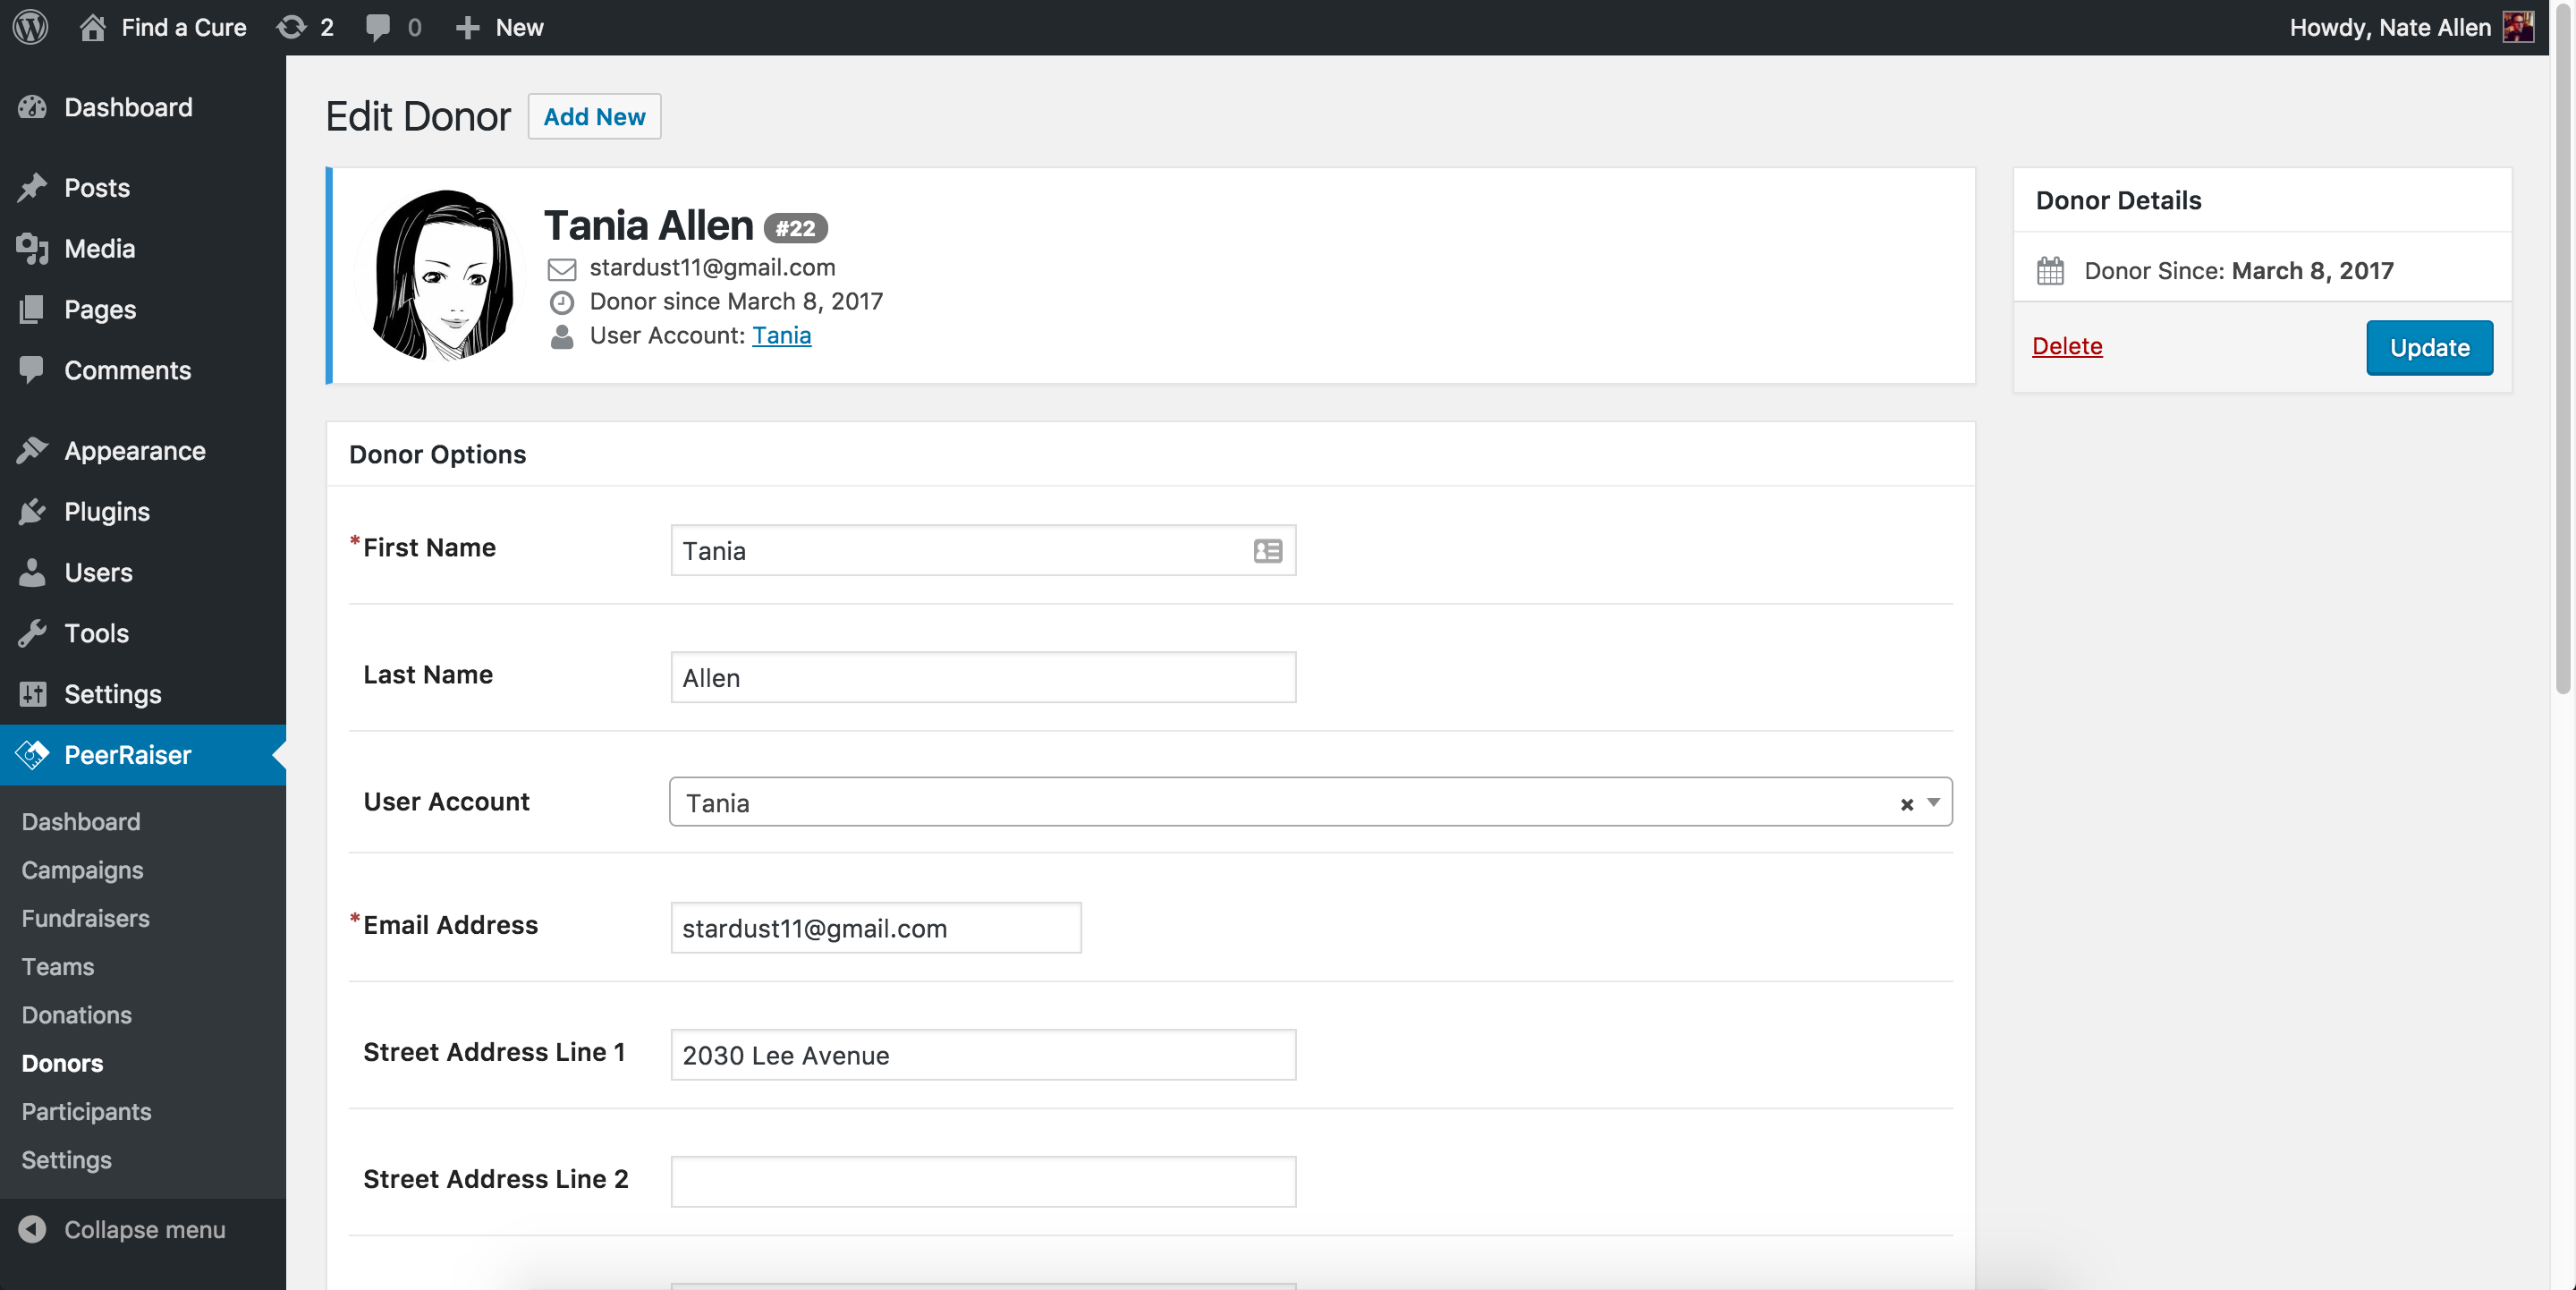 Find a Cure 2 0 New Howdy, Nate Allen
Dashboard
Posts
Media
Pages
Comments
Appearance
Plugins
Users
Tools
Settings
PeerRaiser
Dashboard
Campaigns
Fundraisers
Teams
Donations
Donors
Participants
Settings
Collapse menu
Edit Donor Add New
Tania Allen #22
stardust11@gmail.com
Donor since March 8, 2017
User Account: Tania
Donor Details
Donor Since: March 8, 2017
Delete Update
Donor Options
*First Name Tania
Last Name Allen
User Account Tania
*Email Address stardust11@gmail.com
Street Address Line 1 2030 Lee Avenue
Street Address Line 2